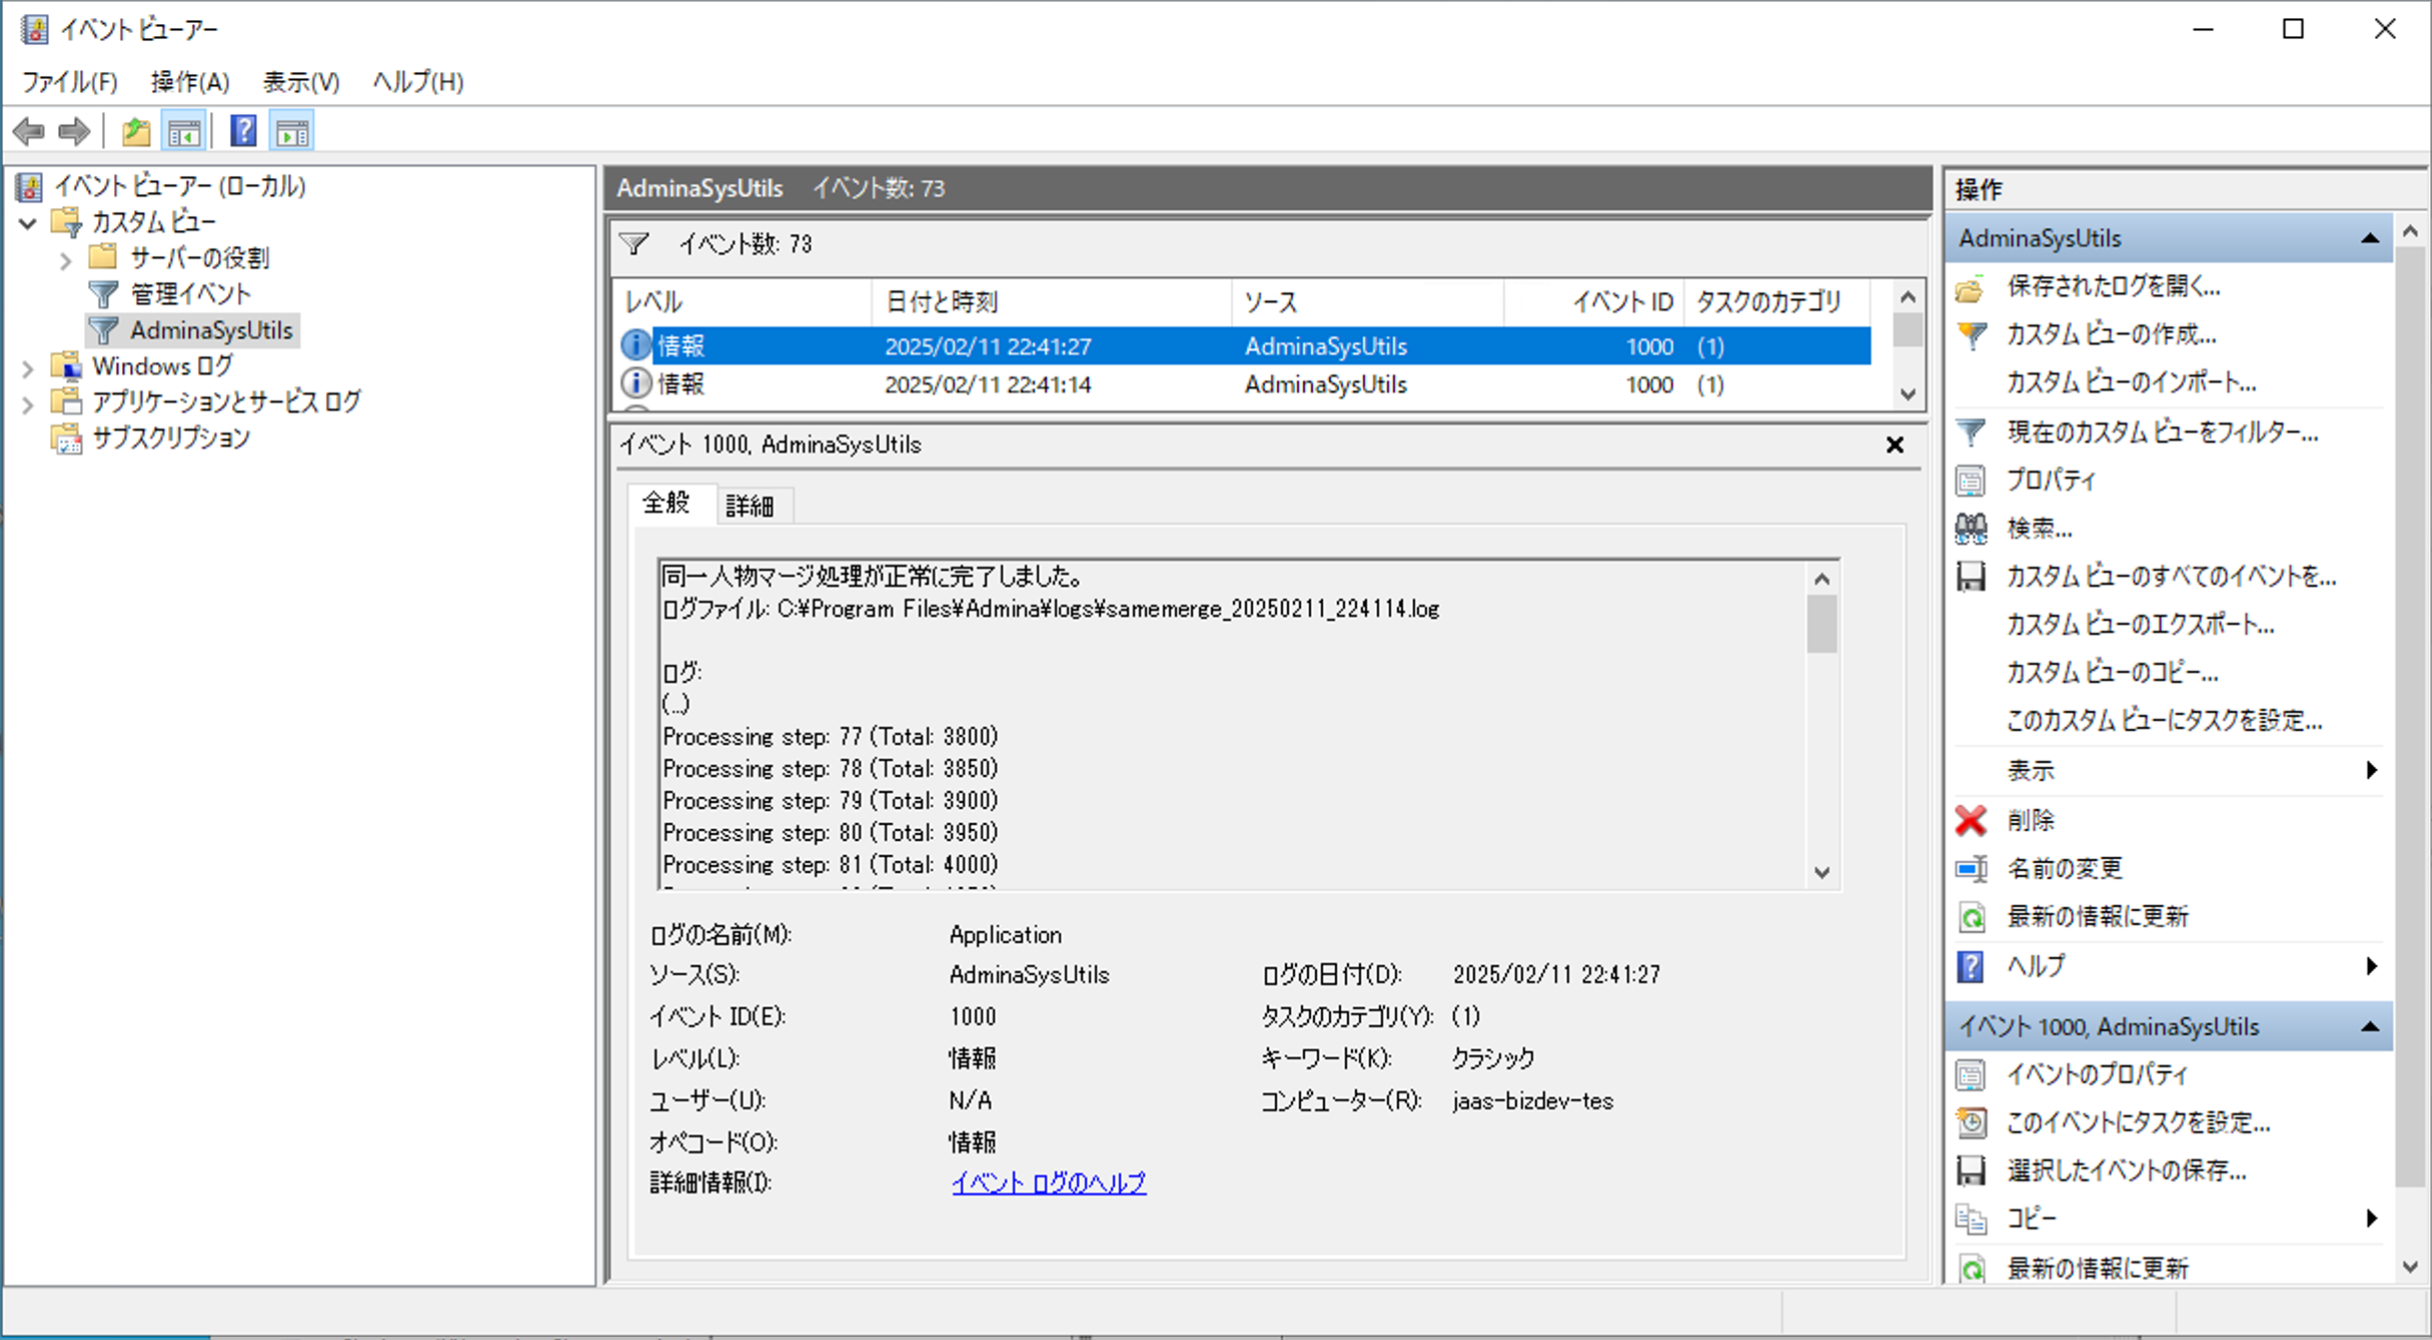 イベント ビューアー
ファイル(F) 操作(A) 表示(V) ヘルプ(H)
イベント ビューアー (ローカル)
カスタム ビュー
サーバーの役割
管理イベント
AdminaSysUtils
Windows ログ
アプリケーションとサービス ログ
サブスクリプション
AdminaSysUtils イベント数: 73
イベント数: 73
レベル 日付と時刻 ソース イベント ID タスクのカテゴリ
情報 2025/02/11 22:41:27 AdminaSysUtils 1000 (1)
情報 2025/02/11 22:41:14 AdminaSysUtils 1000 (1)
イベント 1000, AdminaSysUtils
全般 詳細
同一人物マージ処理が正常に完了しました。
ログファイル: C:¥Program Files¥Admina¥logs¥samemerge_20250211_224114.log
ログ:
(...)
Processing step: 77 (Total: 3800)
Processing step: 78 (Total: 3850)
Processing step: 79 (Total: 3900)
Processing step: 80 (Total: 3950)
Processing step: 81 (Total: 4000)
ログの名前(M): Application
ソース(S): AdminaSysUtils ログの日付(D): 2025/02/11 22:41:27
イベント ID(E): 1000 タスクのカテゴリ(Y): (1)
レベル(L): 情報 キーワード(K): クラシック
ユーザー(U): N/A コンピューター(R): jaas-bizdev-tes
オペコード(O): 情報
詳細情報(I): イベント ログのヘルプ
操作
AdminaSysUtils
保存されたログを開く...
カスタム ビューの作成...
カスタム ビューのインポート...
現在のカスタム ビューをフィルター...
プロパティ
検索...
カスタム ビューのすべてのイベントを...
カスタム ビューのエクスポート...
カスタム ビューのコピー...
このカスタム ビューにタスクを設定...
表示
削除
名前の変更
最新の情報に更新
ヘルプ
イベント 1000, AdminaSysUtils
イベントのプロパティ
このイベントにタスクを設定...
選択したイベントの保存...
コピー
最新の情報に更新